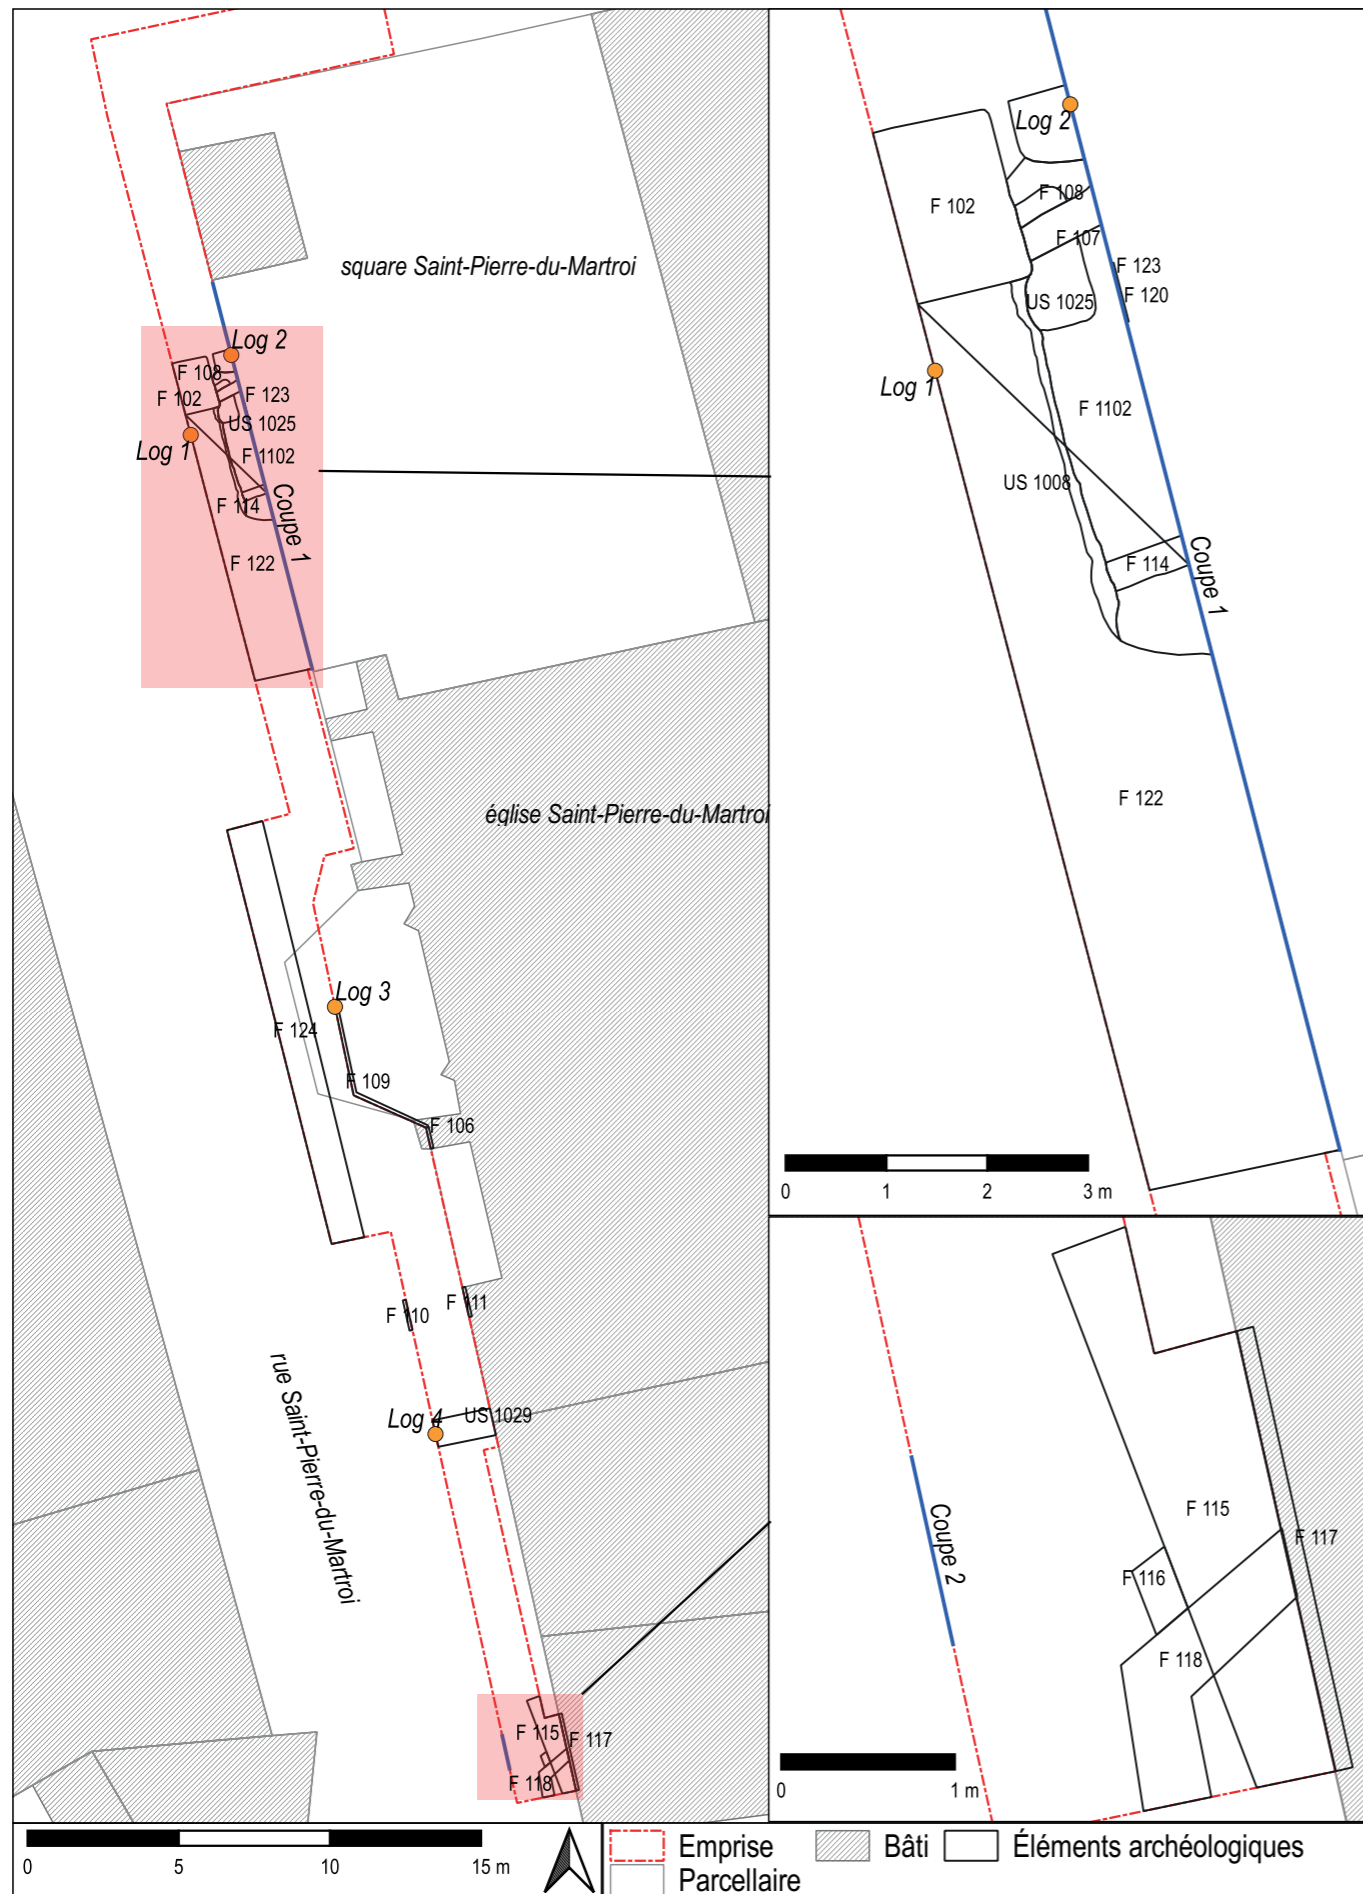 square Saint-Pierre-du-Martroi
Log 2
F 108
F 123
F 102
US 1025
Log 1
F 1102
F 114
Coupe 1
F 122
église Saint-Pierre-du-Martroi
Log 3
F 124
F 109
F 106
F 110
F 111
rue Saint-Pierre-du-Martroi
Log 4
US 1029
F 115
F 117
F 118
Log 2
F 108
F 102
F 107
F 123
F 120
US 1025
Log 1
F 1102
US 1008
F 114
Coupe 1
F 122
0 1 2 3 m
Coupe 2
F 115
F 117
F 116
F 118
0 1 m
0 5 10 15 m
Emprise
Bâti
Éléments archéologiques
Parcellaire